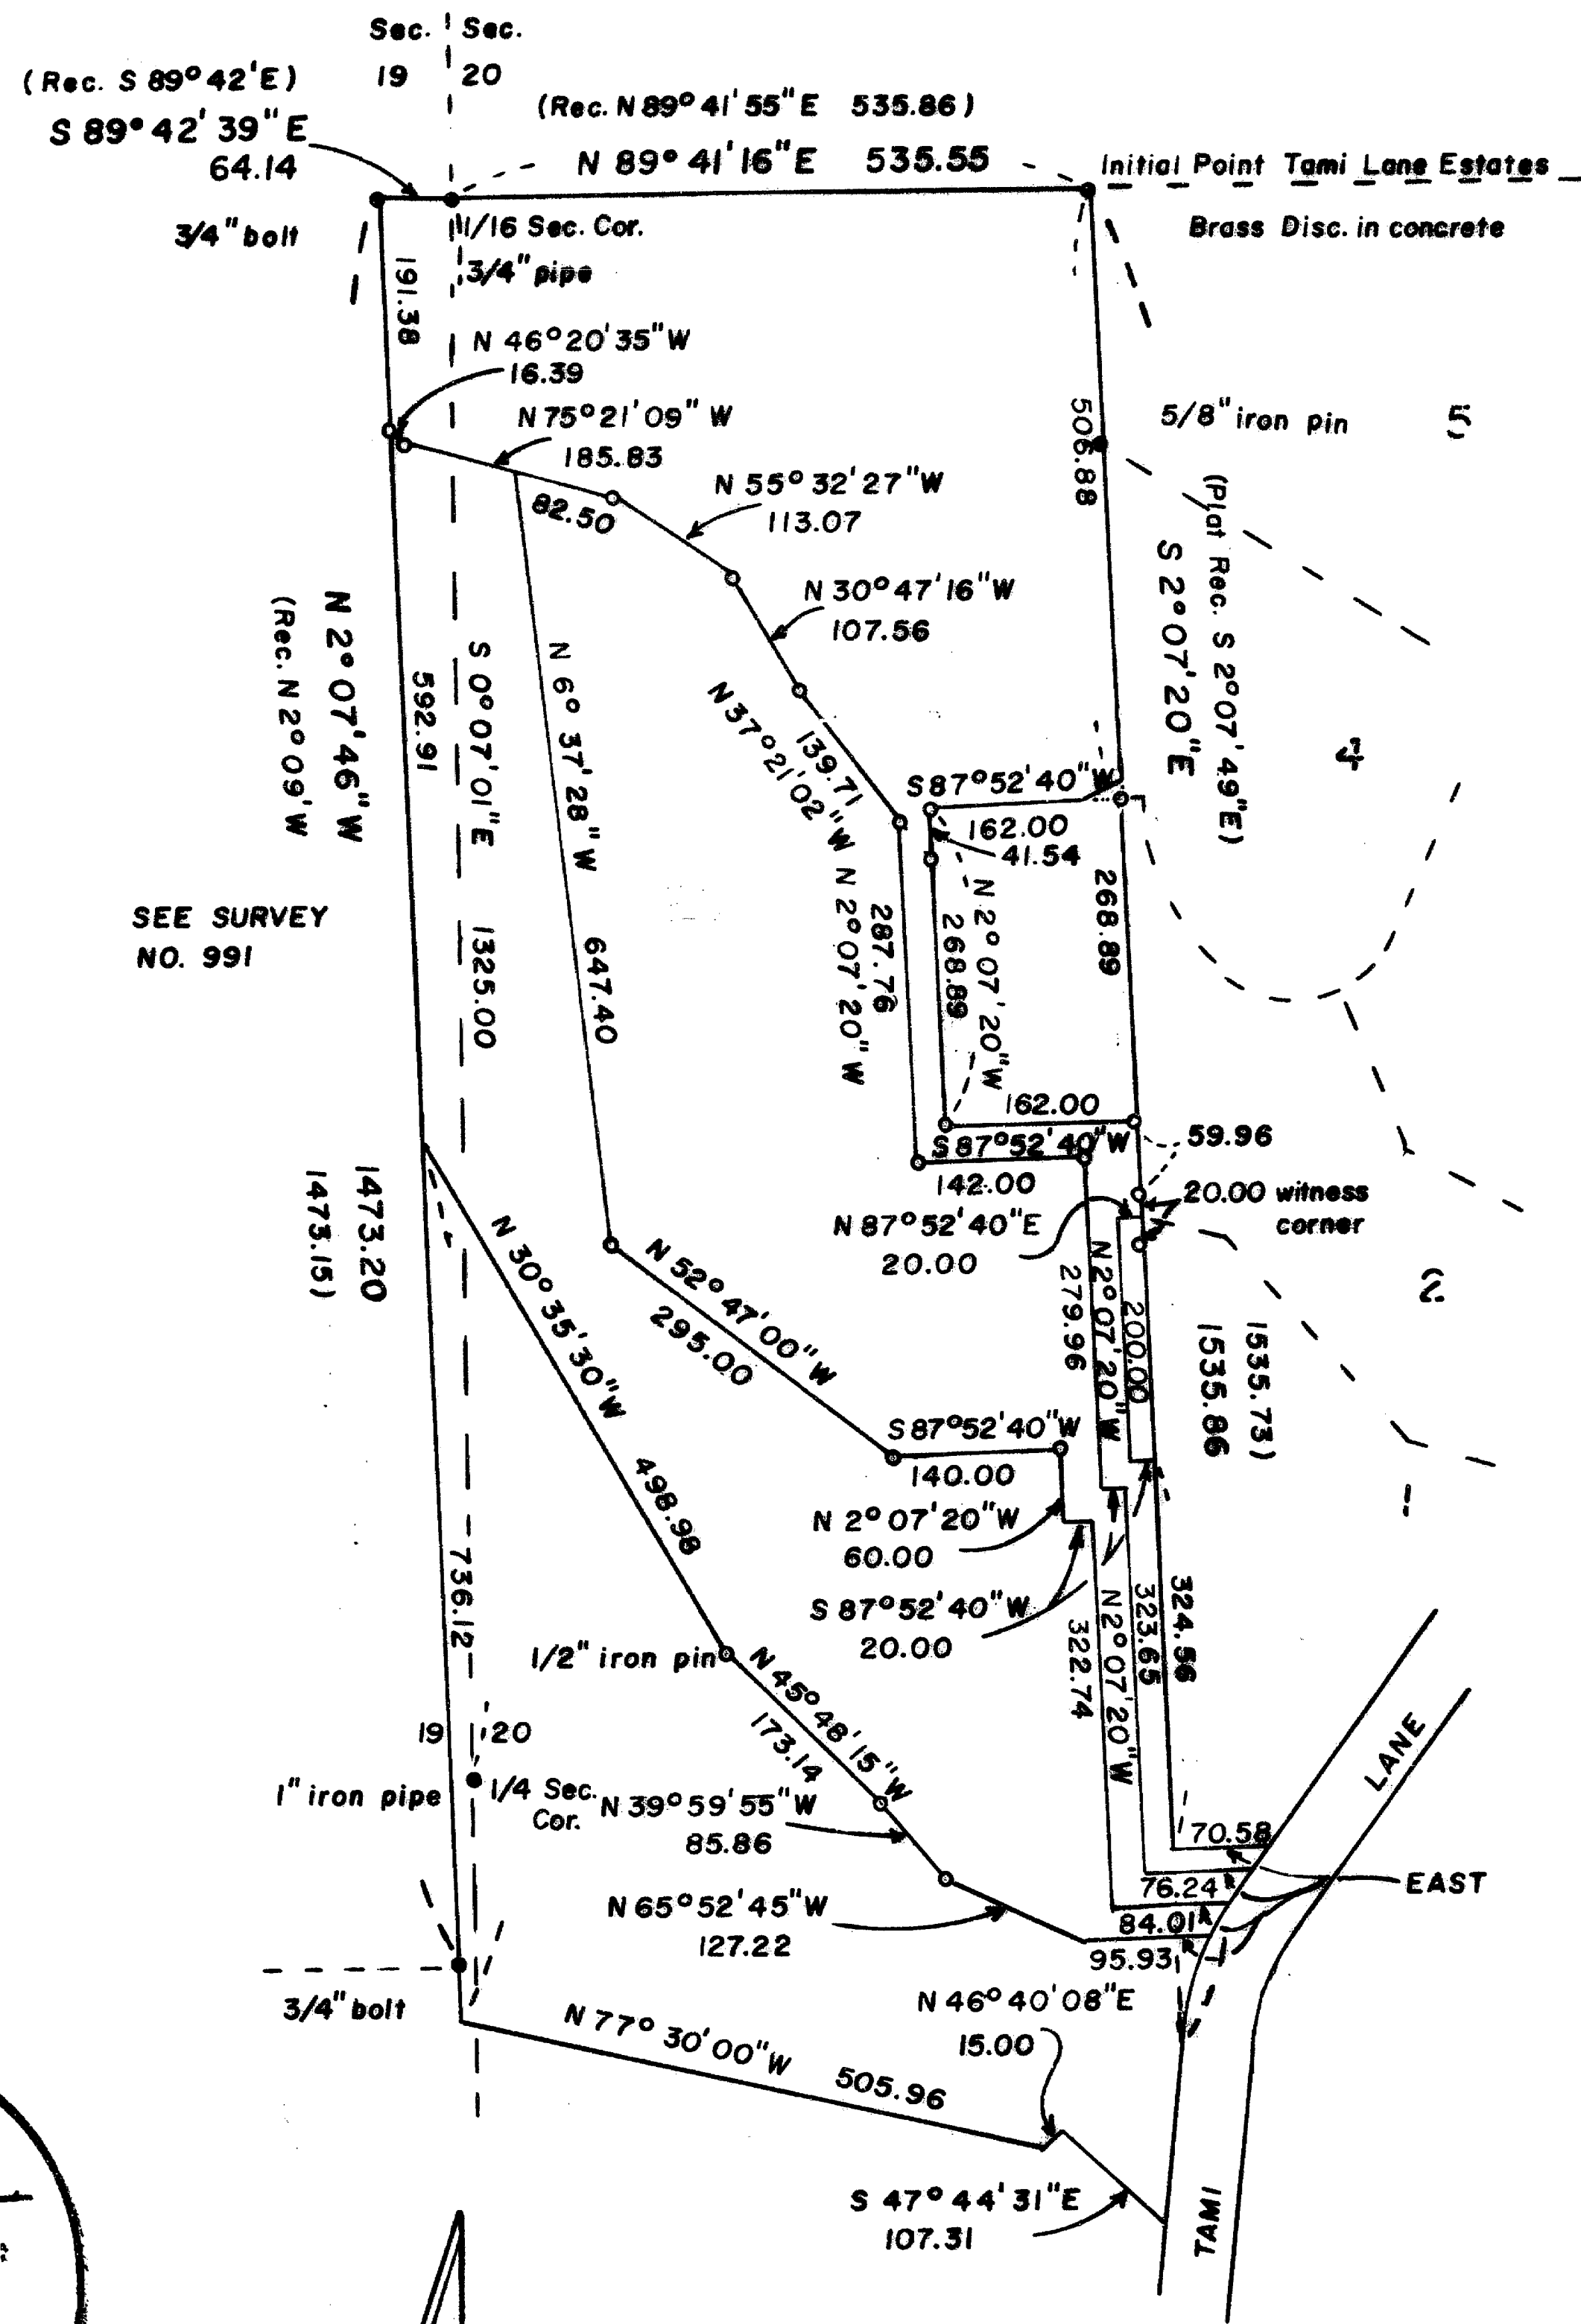 Sec. Sec.
19 20
(Rec. S 89° 42'E)
S 89° 42' 39" E
64.14
(Rec. N 89° 41' 55" E 535.86)
N 89° 41' 16" E 535.55
Initial Point Tami Lane Estates
3/4" bolt
1/16 Sec. Cor.
3/4" pipe
Brass Disc. in concrete
191.38
N 46° 20' 35" W
16.39
N 75° 21' 09" W
185.83
82.50
N 55° 32' 27" W
113.07
506.88
5/8" iron pin
5
N 30° 47' 16" W
107.56
(Plat Rec. S 2° 07' 49" E)
S 2° 07' 20" E
N 2° 07' 46" W
(Rec. N 2° 09' W
592.91
S 0° 07' 01" E
1325.00
N 6° 37' 28" W
647.40
139.71
N 37° 21' 02" W
4
S 87° 52' 40" W
162.00
41.54
N 2° 07' 20" W
287.76
268.89
N 2° 07' 20" W
268.89
SEE SURVEY
NO. 991
162.00
S 87° 52' 40" W
142.00
59.96
20.00 witness
corner
N 87° 52' 40" E
20.00
1473.20
1473.15)
N 30° 35' 30" W
498.98
N 52° 47' 00" W
295.00
279.96
N 2° 07' 20" W
200.00
2
1535.73)
1535.86
S 87° 52' 40" W
140.00
N 2° 07' 20" W
60.00
S 87° 52' 40" W
20.00
322.74
N 2° 07' 20" W
323.65
324.56
736.12
1/2" iron pin
N 45° 48' 15" W
173.14
19 20
1" iron pipe
1/4 Sec.
Cor.
N 39° 59' 55" W
85.86
LANE
70.58
76.24
EAST
84.01
95.93
N 65° 52' 45" W
127.22
3/4" bolt
N 46° 40' 08" E
15.00
N 77° 30' 00" W 505.96
S 47° 44' 31" E
107.31
TAMI